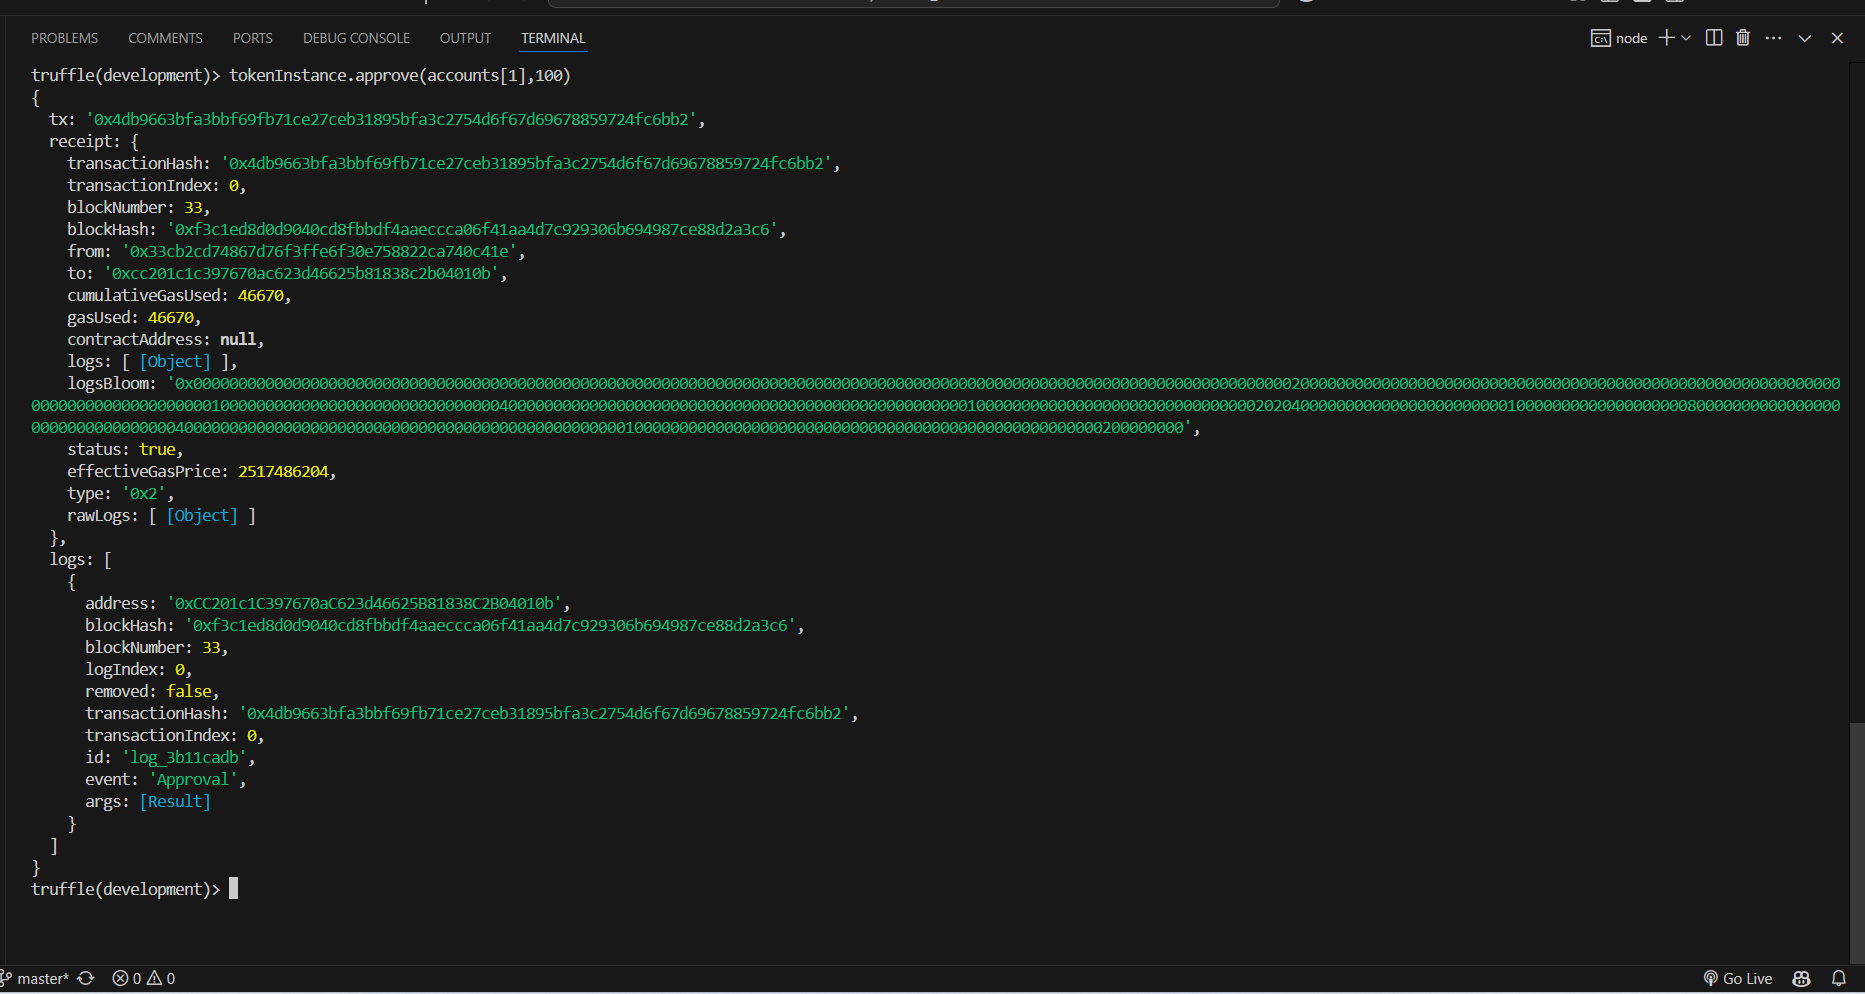 PROBLEMS COMMENTS PORTS DEBUG CONSOLE OUTPUT TERMINAL node
truffle(development)> tokenInstance.approve(accounts[1],100)
{
tx: '0x4db9663bfa3bbf69fb71ce27ceb31895bfa3c2754d6f67d69678859724fc6bb2',
receipt: {
transactionHash: '0x4db9663bfa3bbf69fb71ce27ceb31895bfa3c2754d6f67d69678859724fc6bb2',
transactionIndex: 0,
blockNumber: 33,
blockHash: '0xf3c1ed8d0d9040cd8fbbdf4aaeccca06f41aa4d7c929306b694987ce88d2a3c6',
from: '0x33cb2cd74867d76f3ffe6f30e758822ca740c41e',
to: '0xcc201c1c397670ac623d46625b81838c2b04010b',
cumulativeGasUsed: 46670,
gasUsed: 46670,
contractAddress: null,
logs: [ [Object] ],
logsBloom:
status: true,
effectiveGasPrice: 2517486204,
type: '0x2',
rawLogs: [ [Object] ]
},
logs: [
{
address: '0xCC201c1C397670aC623d46625B81838C2B04010b',
blockHash: '0xf3c1ed8d0d9040cd8fbbdf4aaeccca06f41aa4d7c929306b694987ce88d2a3c6',
blockNumber: 33,
logIndex: 0,
removed: false,
transactionHash: '0x4db9663bfa3bbf69fb71ce27ceb31895bfa3c2754d6f67d69678859724fc6bb2',
transactionIndex: 0,
id: 'log_3b11cadb',
event: 'Approval',
args: [Result]
}
]
}
truffle(development)>
master* 0 0 Go Live